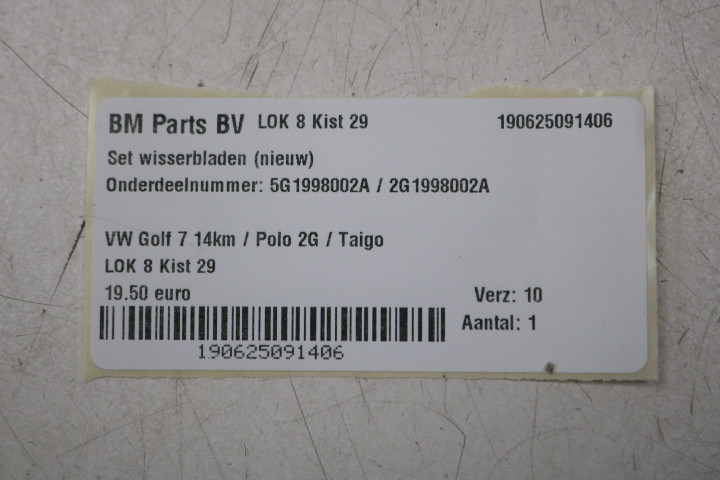 BM Parts BV LOK 8 Kist 29 190625091406
Set wisserbladen (nieuw)
Onderdeelnummer: 5G1998002A / 2G1998002A
VW Golf 7 14km / Polo 2G / Taigo
LOK 8 Kist 29
19.50 euro Verz: 10
Aantal: 1
190625091406